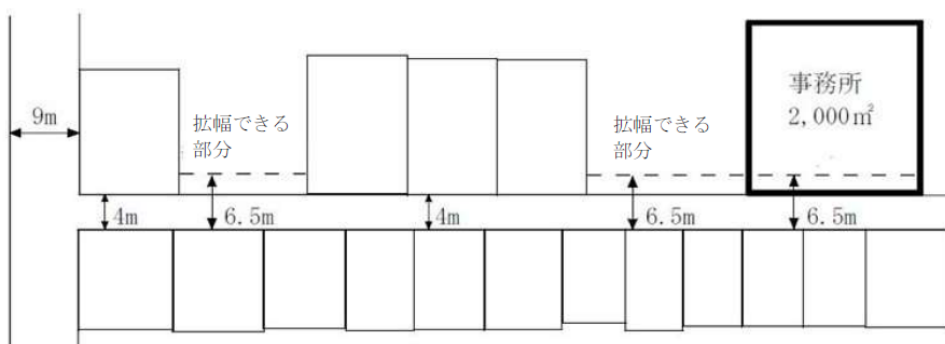 9m
拡幅できる
部分
4m
6.5m
4m
拡幅できる
部分
6.5m
事務所
2,000㎡
6.5m